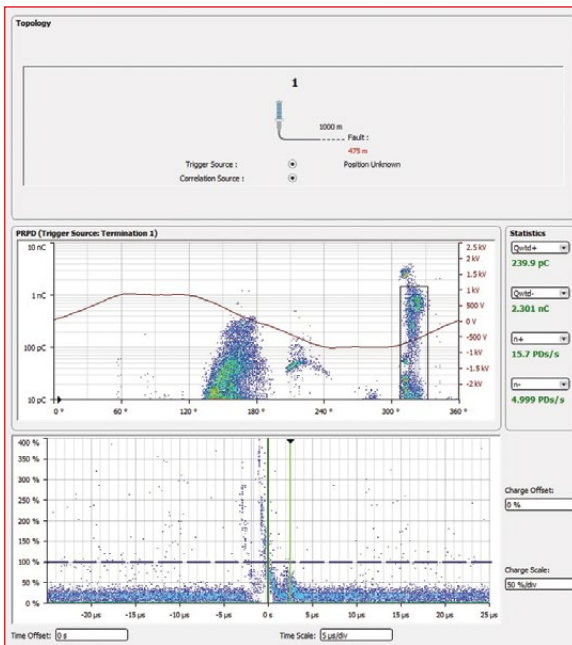 Topology
1
1000 m
Fault :
475 m
Trigger Source :
Position Unknown
Correlation Source :
PRPD (Trigger Source: Termination 1)
10 nC
1 nC
100 pC
10 pC
2.5 kV
2 kV
1.5 kV
1 kV
500 V
0 V
-500 V
-1 kV
-1.5 kV
-2 kV
0 °
60 °
120 °
180 °
240 °
300 °
360 °
Statistics
Qwtd+
239.9 pC
Qwtd-
2.301 nC
n+
15.7 PDs/s
n-
4.999 PDs/s
400 %
350 %
300 %
250 %
200 %
150 %
100 %
50 %
0 %
-20 µs
-15 µs
-10 µs
-5 µs
0 s
5 µs
10 µs
15 µs
20 µs
25 µs
Charge Offset:
0 %
Charge Scale:
50 %/div
Time Offset: 0 s
Time Scale: 5 µs/div